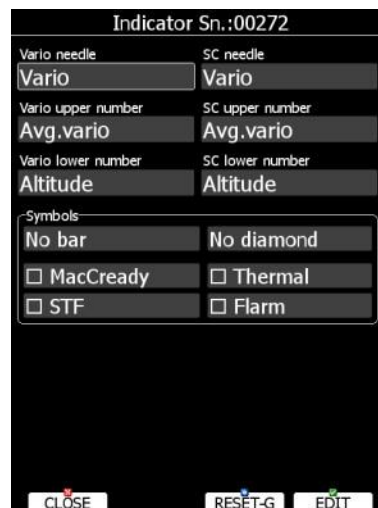 Indicator Sn.:00272
Vario needle SC needle
Vario Vario
Vario upper number SC upper number
Avg.vario Avg.vario
Vario lower number SC lower number
Altitude Altitude
Symbols
No bar No diamond
MacCready Thermal
STF Flarm
CLOSE RESET-G EDIT